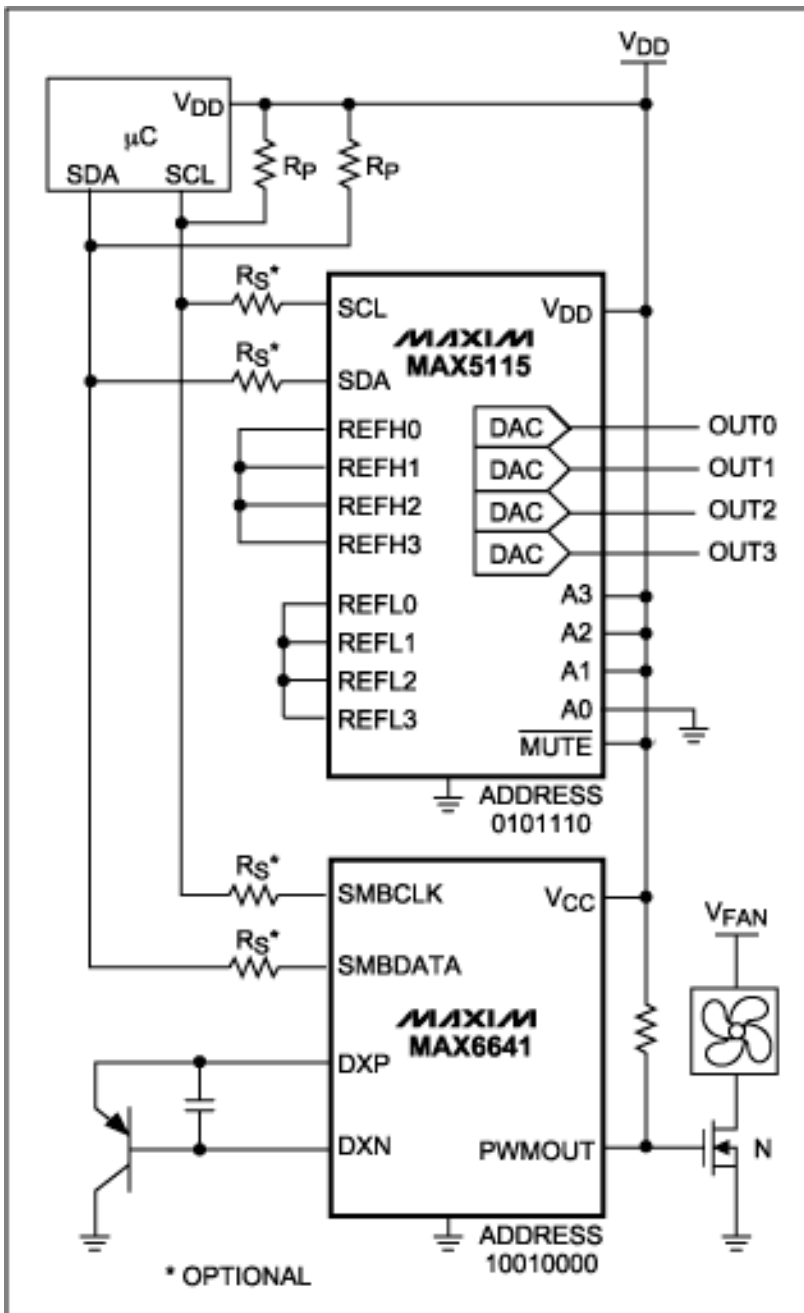 VDD
VDD
μC
SDA SCL
RP RP
RS*
SCL VDD
MAXIM
MAX5115
RS*
SDA
REFH0 DAC OUT0
REFH1 DAC OUT1
REFH2 DAC OUT2
REFH3 DAC OUT3
REFL0 A3
REFL1 A2
REFL2 A1
REFL3 A0
MUTE
ADDRESS
0101110
RS*
SMBCLK VCC
VFAN
RS*
SMBDATA
MAXIM
MAX6641
DXP
DXN PWMOUT N
ADDRESS
10010000
* OPTIONAL